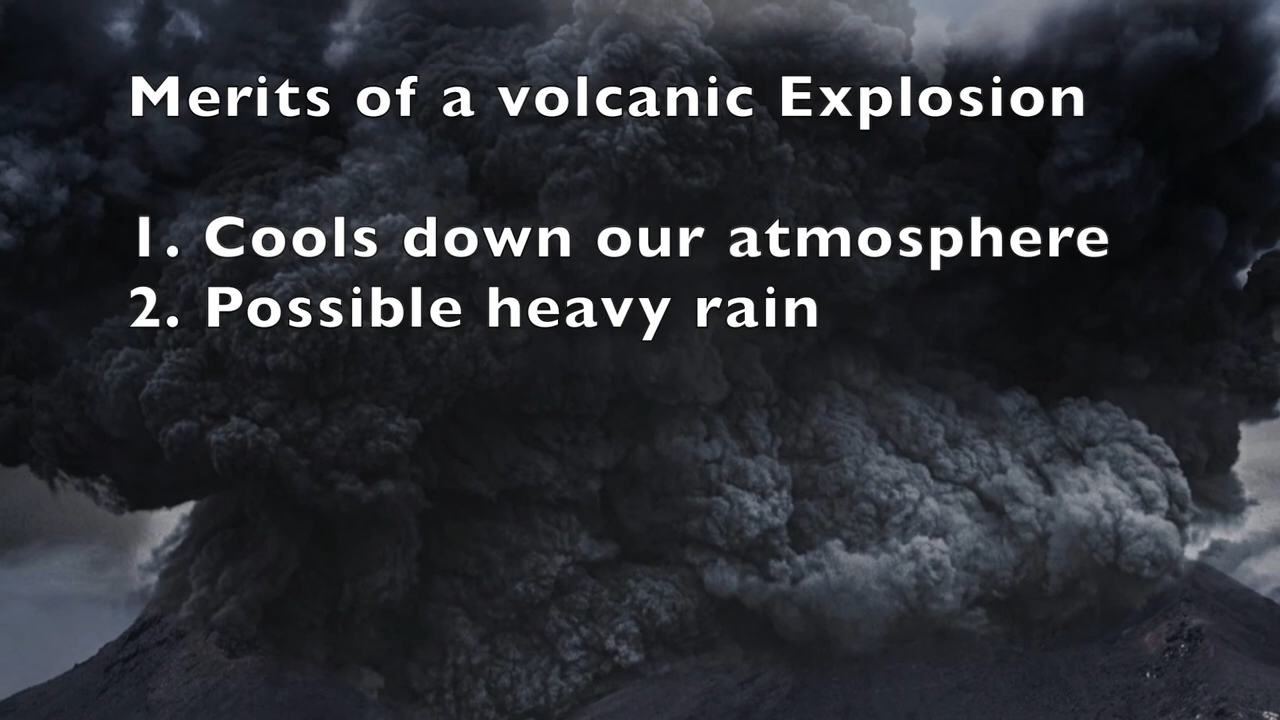 Merits of a volcanic Explosion
1. Cools down our atmosphere
2. Possible heavy rain